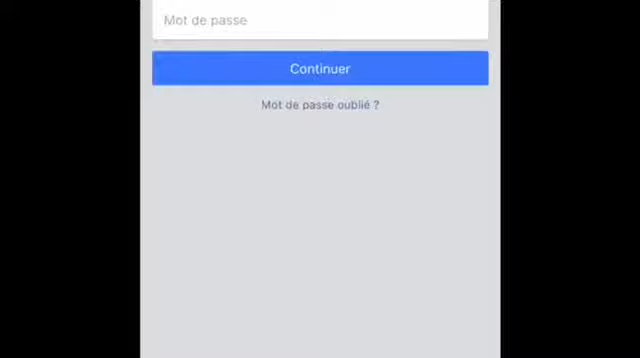 Mot de passe
Continuer
Mot de passe oublié ?